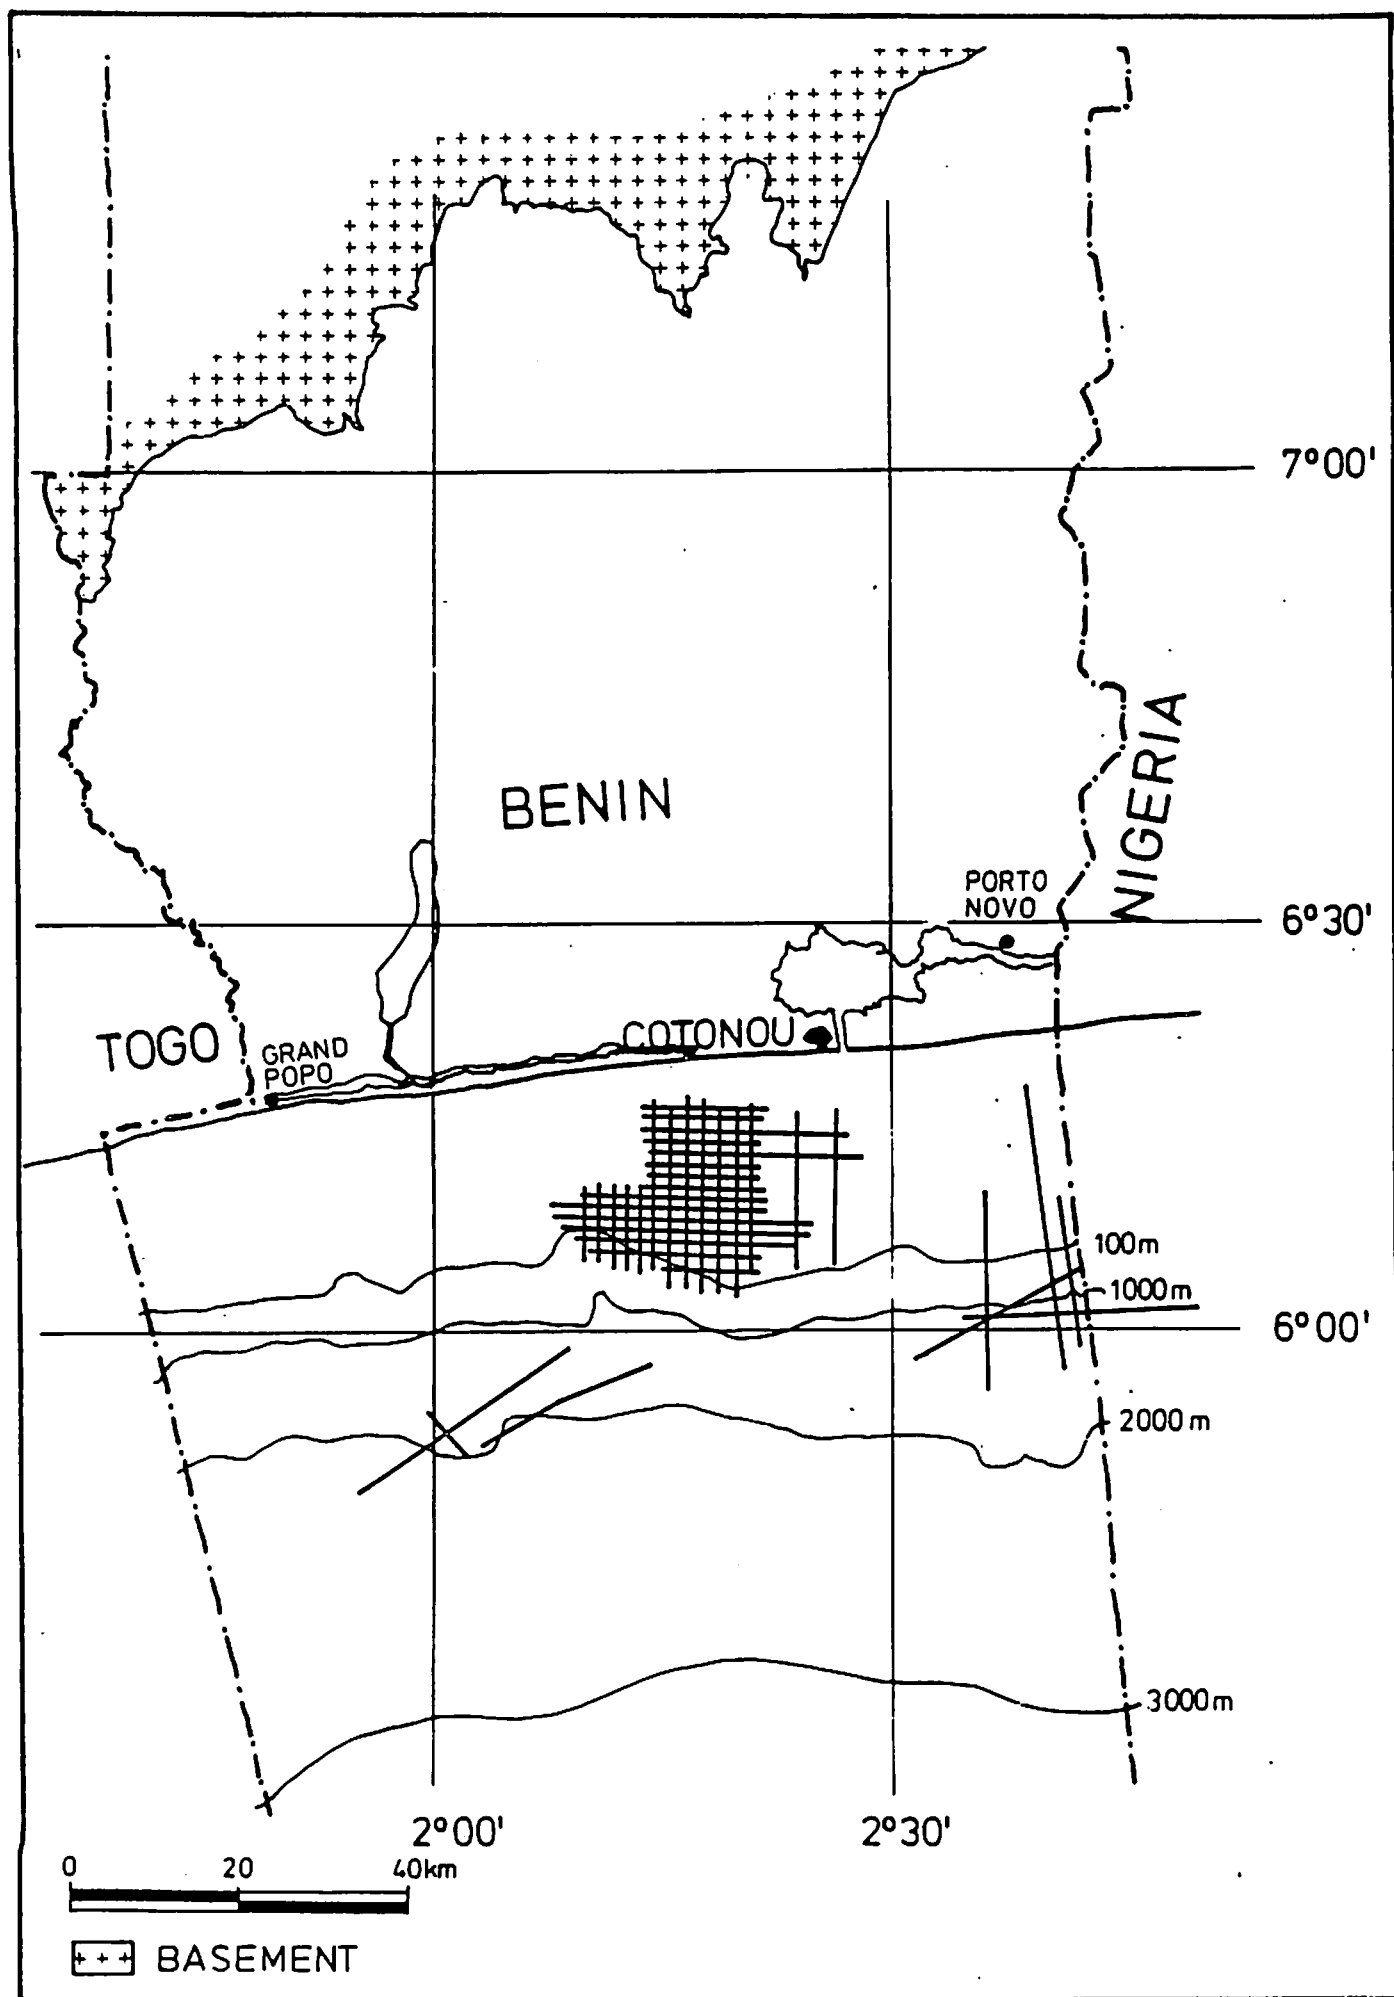 7°00'
NIGERIA
BENIN
PORTO
NOVO
6°30'
TOGO
GRAND
POPO
COTONOU
100m
1000m
6°00'
2000m
3000m
2°00'
2°30'
0 20 40km
BASEMENT